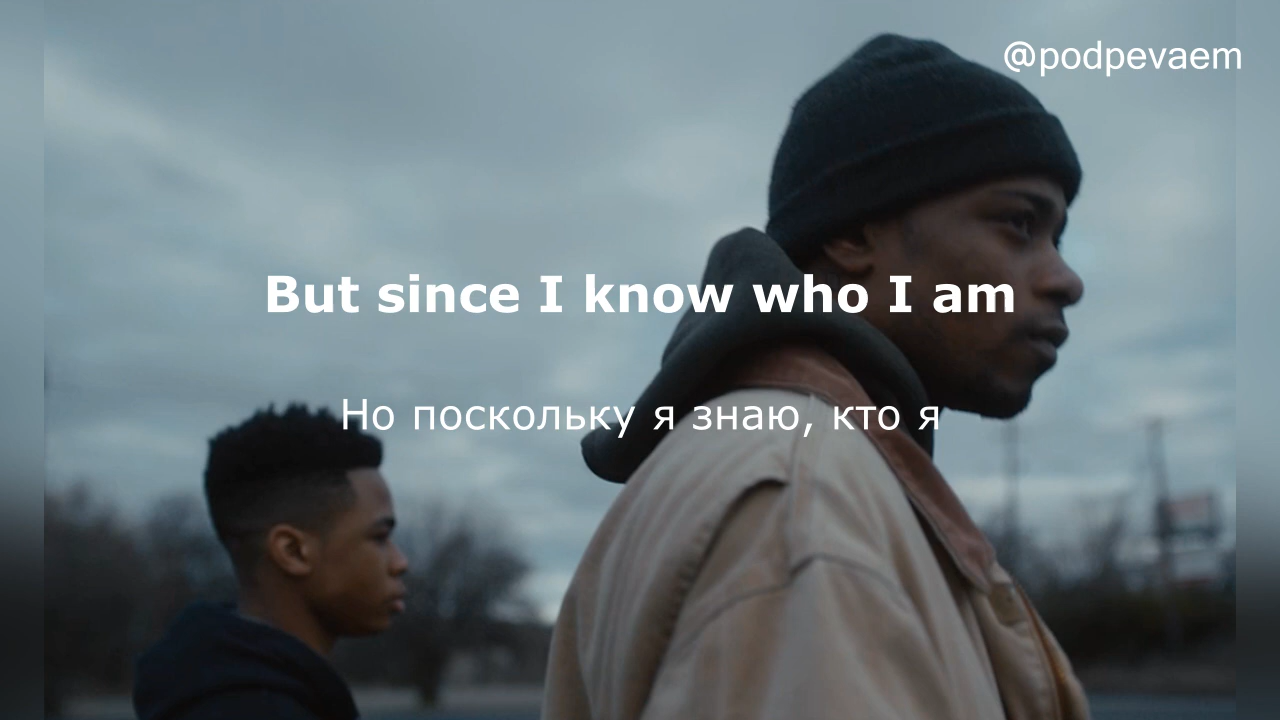 @podpevaem
But since I know who I am
Но поскольку я знаю, кто я